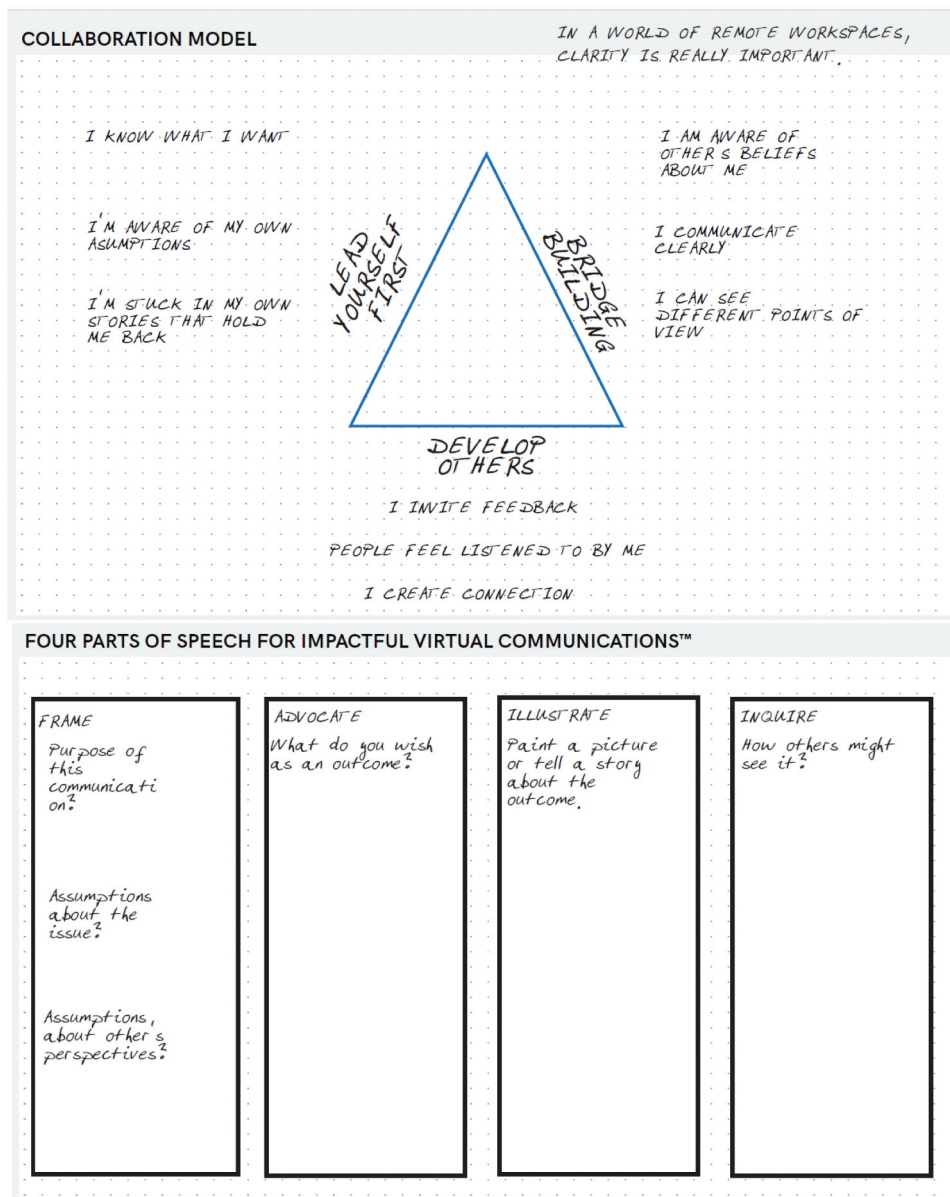 COLLABORATION MODEL
IN A WORLD OF REMOTE WORKSPACES,
CLARITY IS REALLY IMPORTANT.
I KNOW WHAT I WANT
I'M AWARE OF MY OWN
ASUMPTIONS
I'M STUCK IN MY OWN
STORIES THAT HOLD
ME BACK
LEAD
YOURSELF
FIRST
BRIDGE
BUILDING
I AM AWARE OF
OTHERS BELIEFS
ABOUT ME
I COMMUNICATE
CLEARLY
I CAN SEE
DIFFERENT POINTS OF
VIEW
DEVELOP
OTHERS
I INVITE FEEDBACK
PEOPLE FEEL LISTENED TO BY ME
I CREATE CONNECTION
FOUR PARTS OF SPEECH FOR IMPACTFUL VIRTUAL COMMUNICATIONS™
FRAME
Purpose of
this
communicati
on?
Assumptions
about the
issue?
Assumptions,
about others
perspectives?
ADVOCATE
What do you wish
as an outcome?
ILLUSTRATE
Paint a picture
or tell a story
about the
outcome.
INQUIRE
How others might
see it?